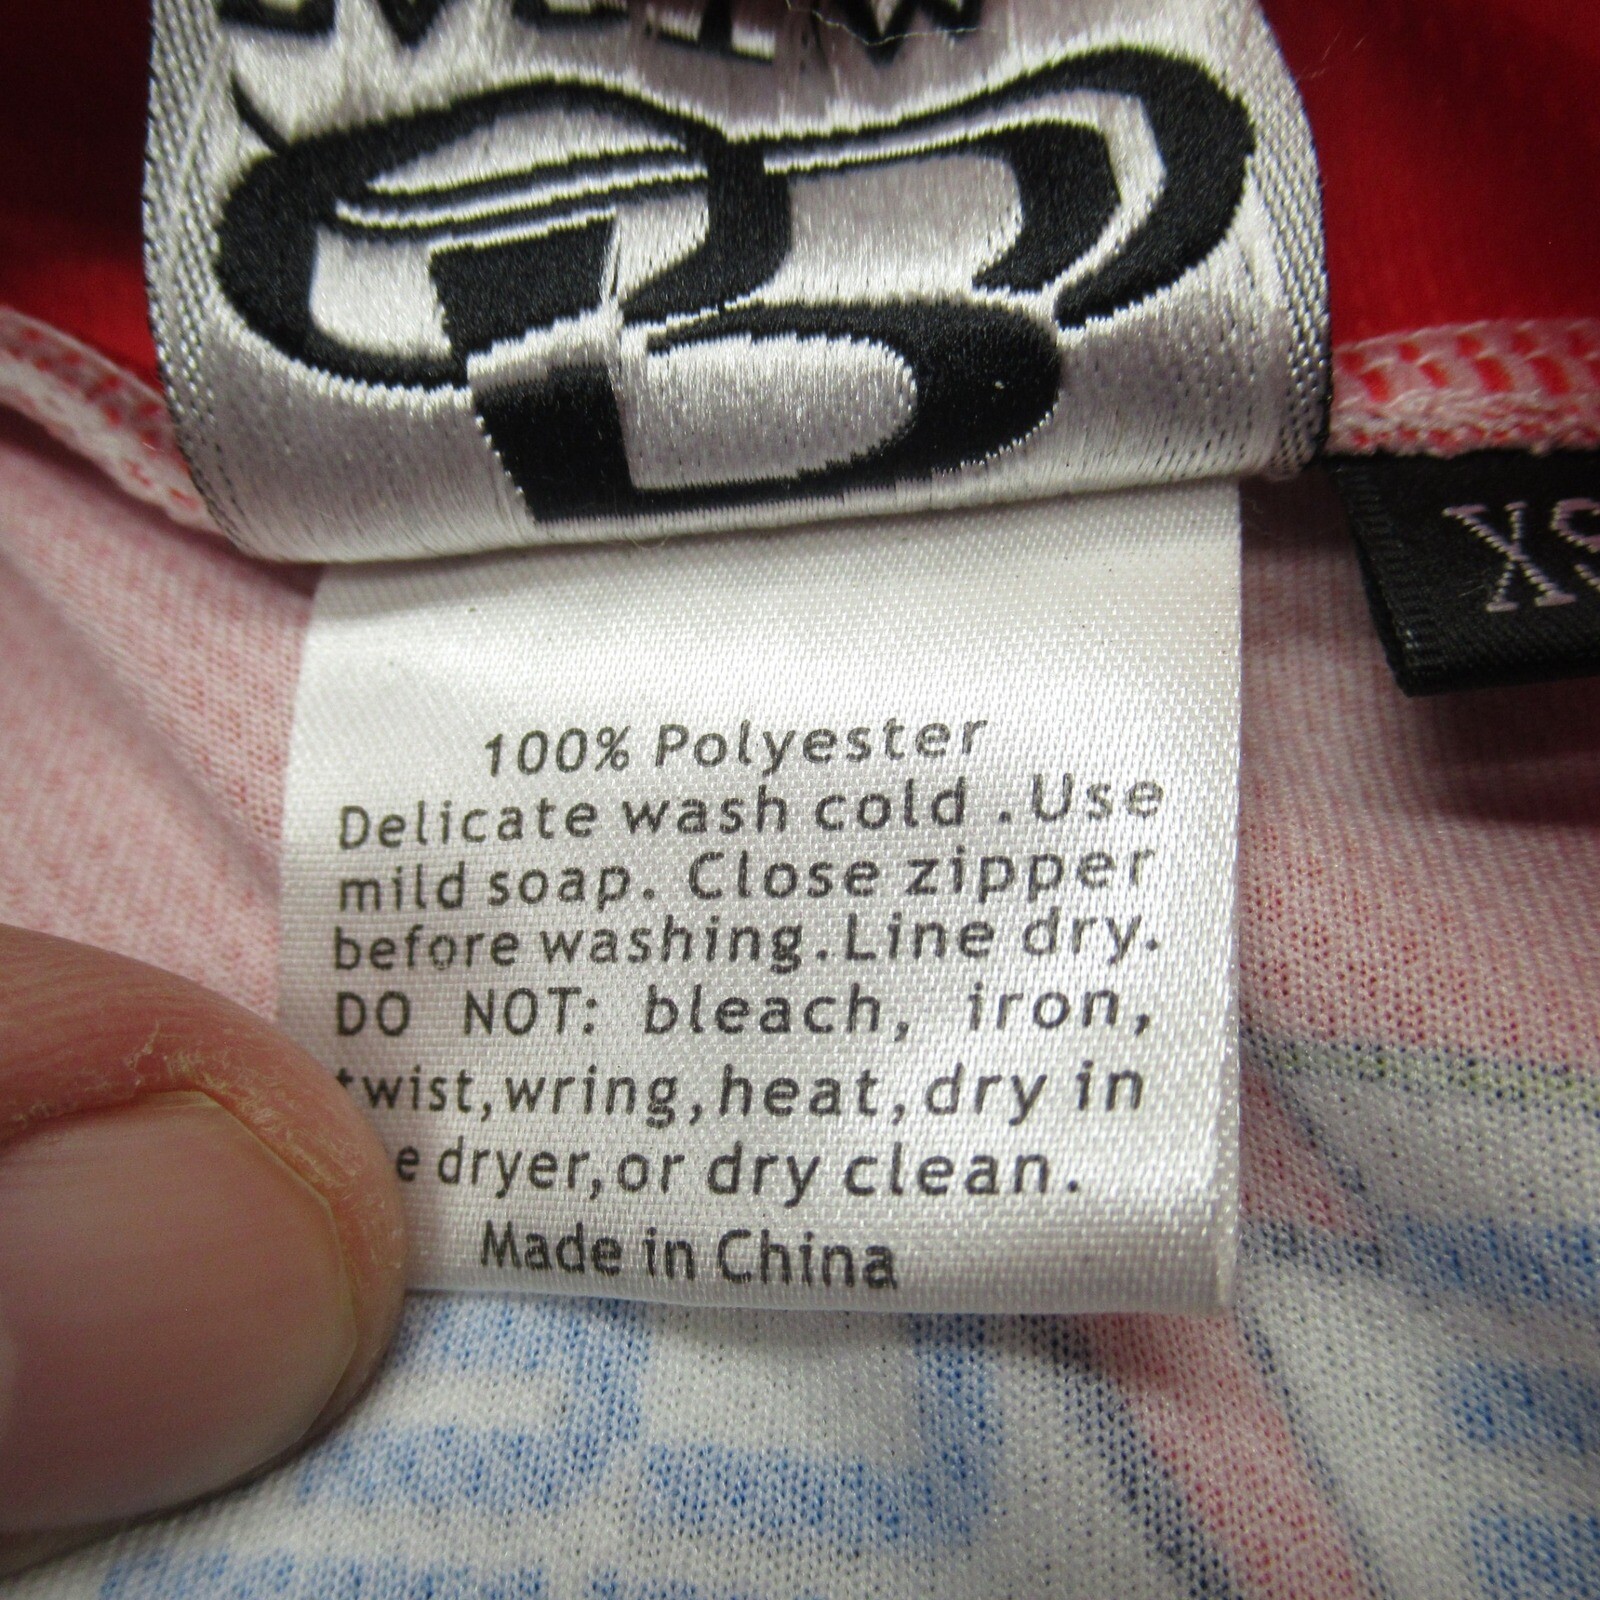 XS
100% Polyester
Delicate wash cold . Use
mild soap. Close zipper
before washing. Line dry.
DO NOT: bleach, iron,
twist, wring, heat, dry in
e dryer, or dry clean.
Made in China